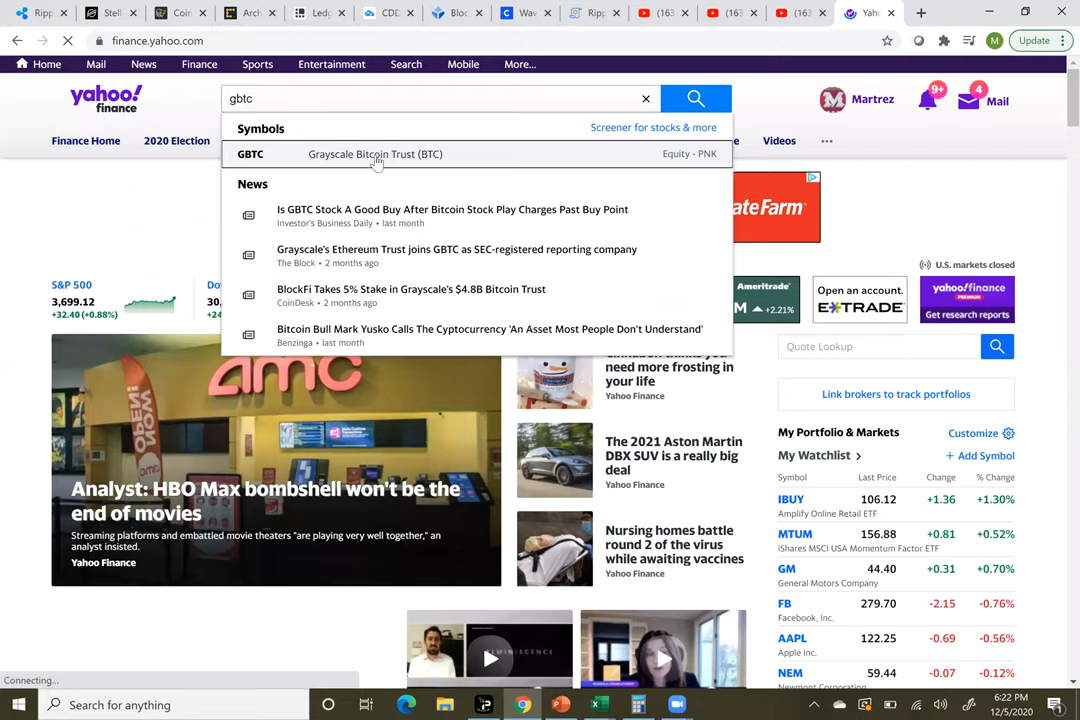 Ripp
Stell
Coin
Arch
Ledg
CDD
Bloc
Wav
Ripp
(163
(163
(163
Yaho
finance.yahoo.com
M
Update
Home Mail News Finance Sports Entertainment Search Mobile More...
yahoo!
finance
gbtc
Martrez
9+
4
Mail
Finance Home
2020 Election
Videos
Symbols
Screener for stocks & more
GBTC Grayscale Bitcoin Trust (BTC) Equity - PNK
News
Is GBTC Stock A Good Buy After Bitcoin Stock Play Charges Past Buy Point
Investor's Business Daily • last month
Grayscale's Ethereum Trust joins GBTC as SEC-registered reporting company
The Block • 2 months ago
BlockFi Takes 5% Stake in Grayscale's $4.8B Bitcoin Trust
CoinDesk • 2 months ago
Bitcoin Bull Mark Yusko Calls The Cryptocurrency 'An Asset Most People Don't Understand'
Benzinga • last month
ateFarm
U.S. markets closed
S&P 500
3,699.12
+32.40 (+0.88%)
Do
30,
+24
Ameritrade
M +2.21%
Open an account.
E*TRADE
yahoo!finance
PREMIUM
Get research reports
Quote Lookup
Link brokers to track portfolios
amc
Analyst: HBO Max bombshell won't be the
end of movies
Streaming platforms and embattled movie theaters "are playing very well together," an
analyst insisted.
Yahoo Finance
Cinnabon thinks you
need more frosting in
your life
Yahoo Finance
The 2021 Aston Martin
DBX SUV is a really big
deal
Yahoo Finance
Nursing homes battle
round 2 of the virus
while awaiting vaccines
Yahoo Finance
My Portfolio & Markets
Customize
My Watchlist
+ Add Symbol
Symbol Last Price Change % Change
IBUY 106.12 +1.36 +1.30%
Amplify Online Retail ETF
MTUM 156.88 +0.81 +0.52%
iShares MSCI USA Momentum Factor ETF
GM 44.40 +0.31 +0.70%
General Motors Company
FB 279.70 -2.15 -0.76%
Facebook, Inc.
AAPL 122.25 -0.69 -0.56%
Apple Inc.
NEM 59.44 -0.07 -0.12%
Newmont Corporation
Connecting...
Search for anything
6:22 PM
12/5/2020
1